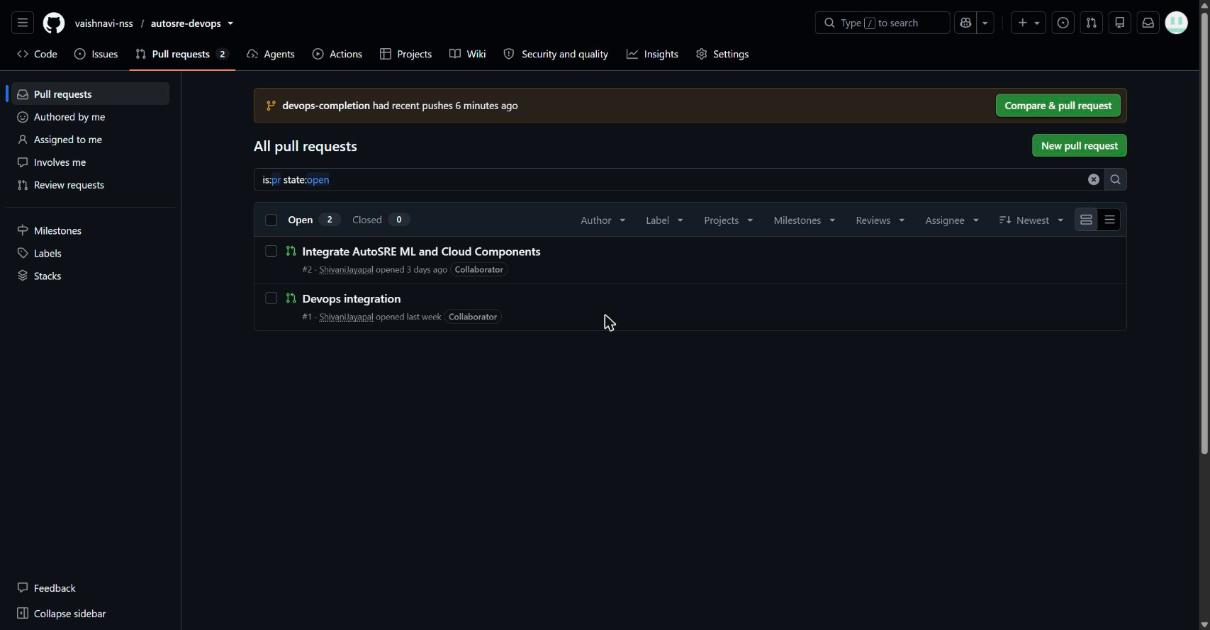 vaishnavi-nss / autosre-devops
Type / to search
Code Issues Pull requests 2 Agents Actions Projects Wiki Security and quality Insights Settings
Pull requests
Authored by me
Assigned to me
Involves me
Review requests
Milestones
Labels
Stacks
Feedback
Collapse sidebar
devops-completion had recent pushes 6 minutes ago Compare & pull request
All pull requests New pull request
is:pr state:open
Open 2 Closed 0 Author Label Projects Milestones Reviews Assignee Newest
Integrate AutoSRE ML and Cloud Components
#2 · ShivaniJayapal opened 3 days ago Collaborator
Devops integration
#1 · ShivaniJayapal opened last week Collaborator